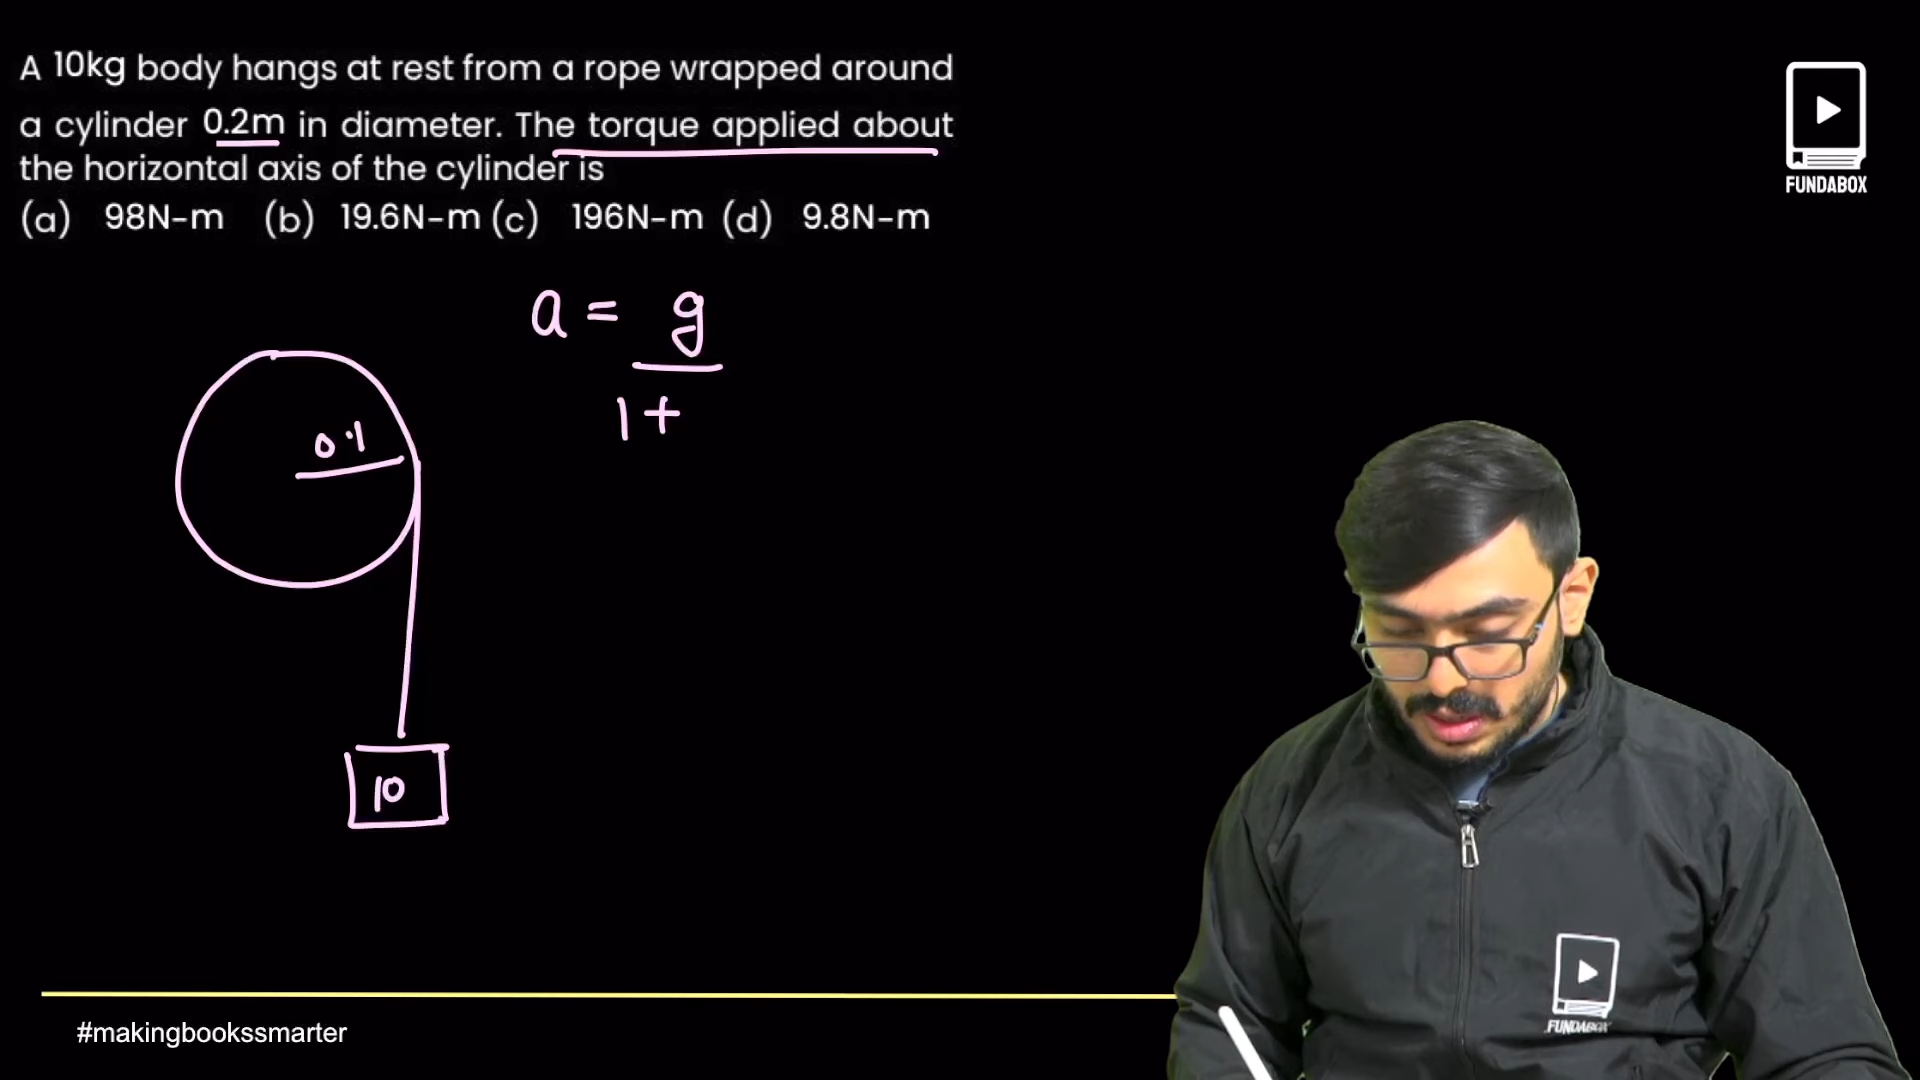 A 10kg body hangs at rest from a rope wrapped around
a cylinder 0.2m in diameter. The torque applied about
the horizontal axis of the cylinder is
(a) 98N-m (b) 19.6N-m (c) 196N-m (d) 9.8N-m
FUNDABOX
a = g
1+
0.1
10
FUNDABOX
#makingbookssmarter